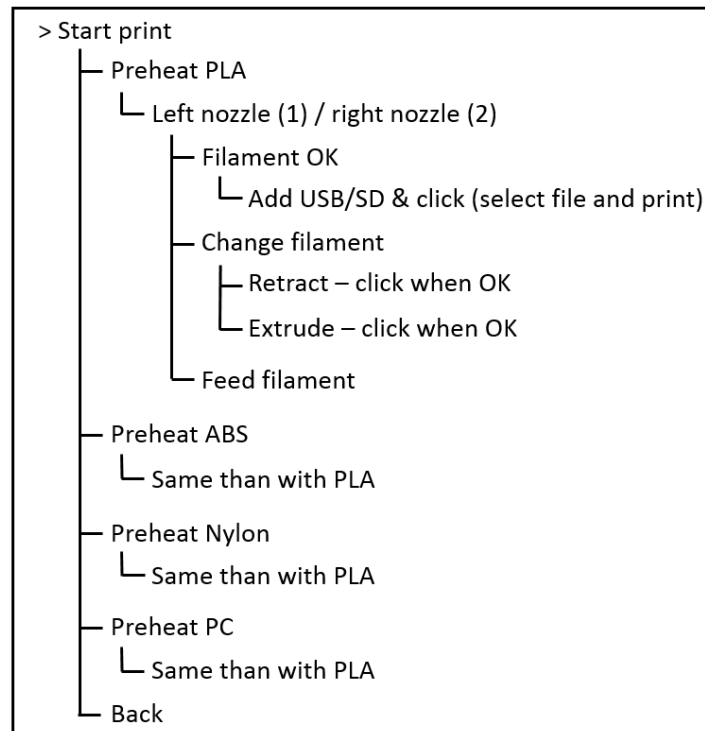 > Start print
Preheat PLA
Left nozzle (1) / right nozzle (2)
Filament OK
Add USB/SD & click (select file and print)
Change filament
Retract – click when OK
Extrude – click when OK
Feed filament
Preheat ABS
Same than with PLA
Preheat Nylon
Same than with PLA
Preheat PC
Same than with PLA
Back